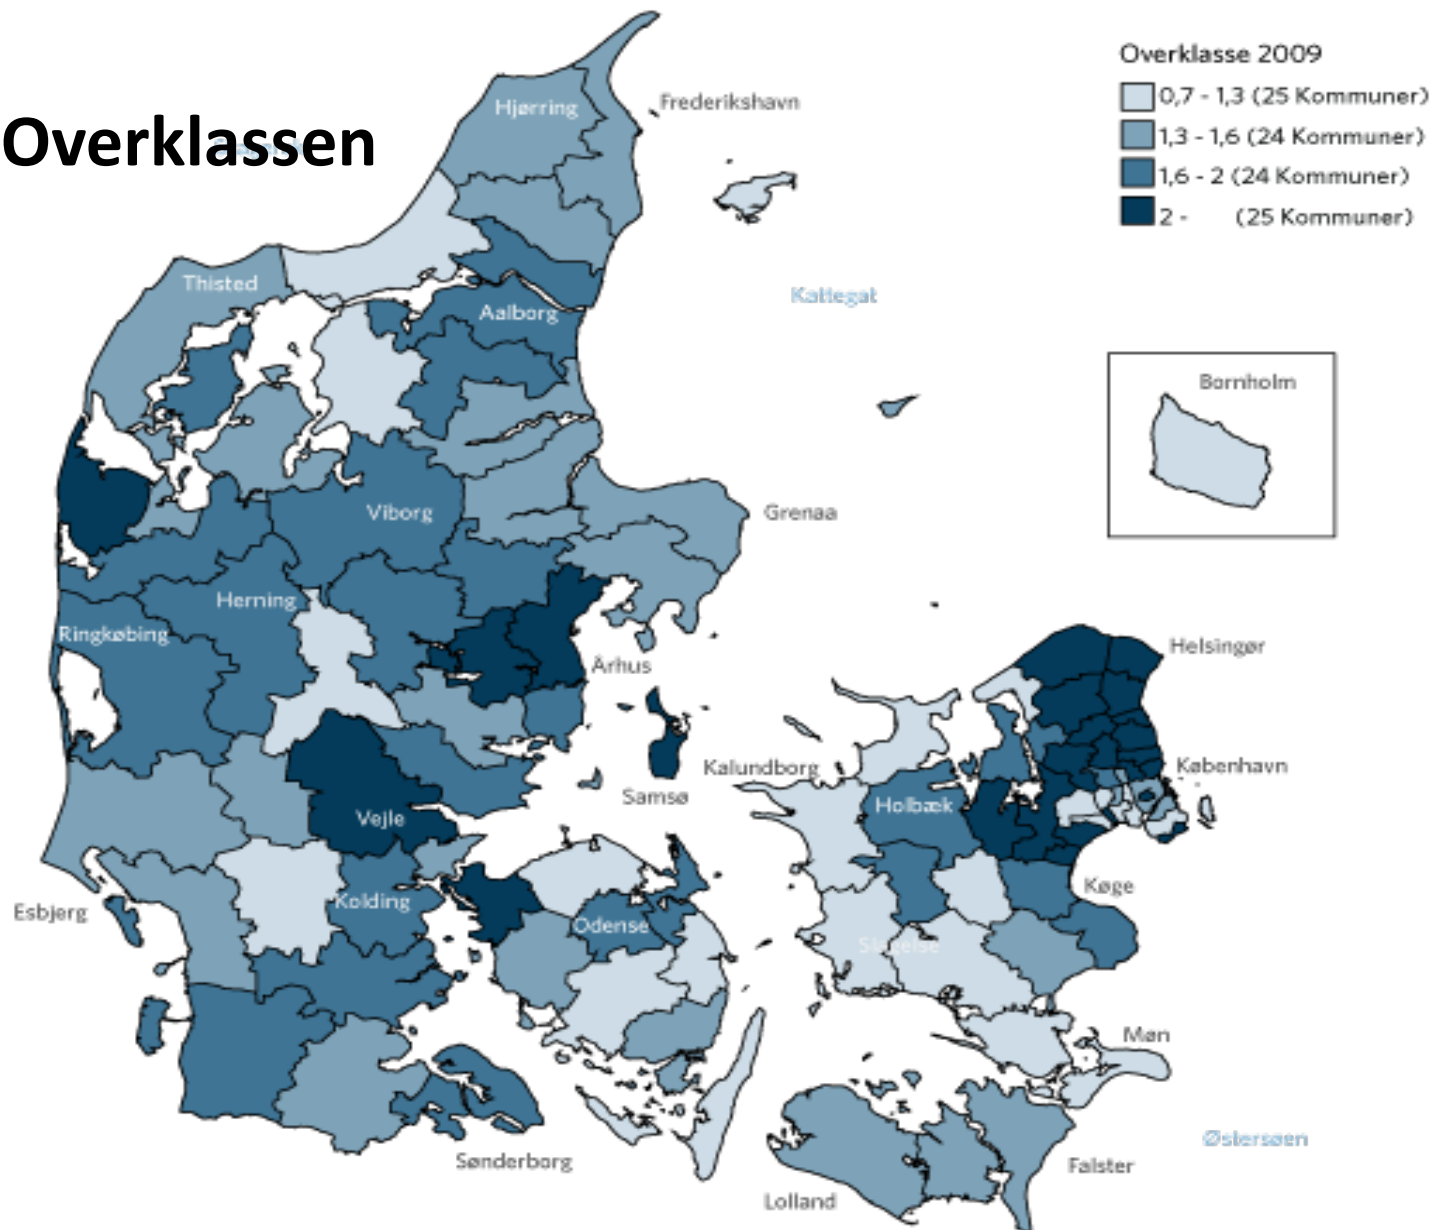 Overklassen
Overklasse 2009
0,7 - 1,3 (25 Kommuner)
1,3 - 1,6 (24 Kommuner)
1,6 - 2 (24 Kommuner)
2 - (25 Kommuner)
Hjørring
Frederikshavn
Thisted
Aalborg
Kattegat
Bornholm
Viborg
Grenaa
Herning
Ringkøbing
Århus
Helsingør
Kalundborg
København
Samsø
Holbæk
Vejle
Kolding
Køge
Esbjerg
Odense
Slagelse
Møn
Østersøen
Sønderborg
Falster
Lolland